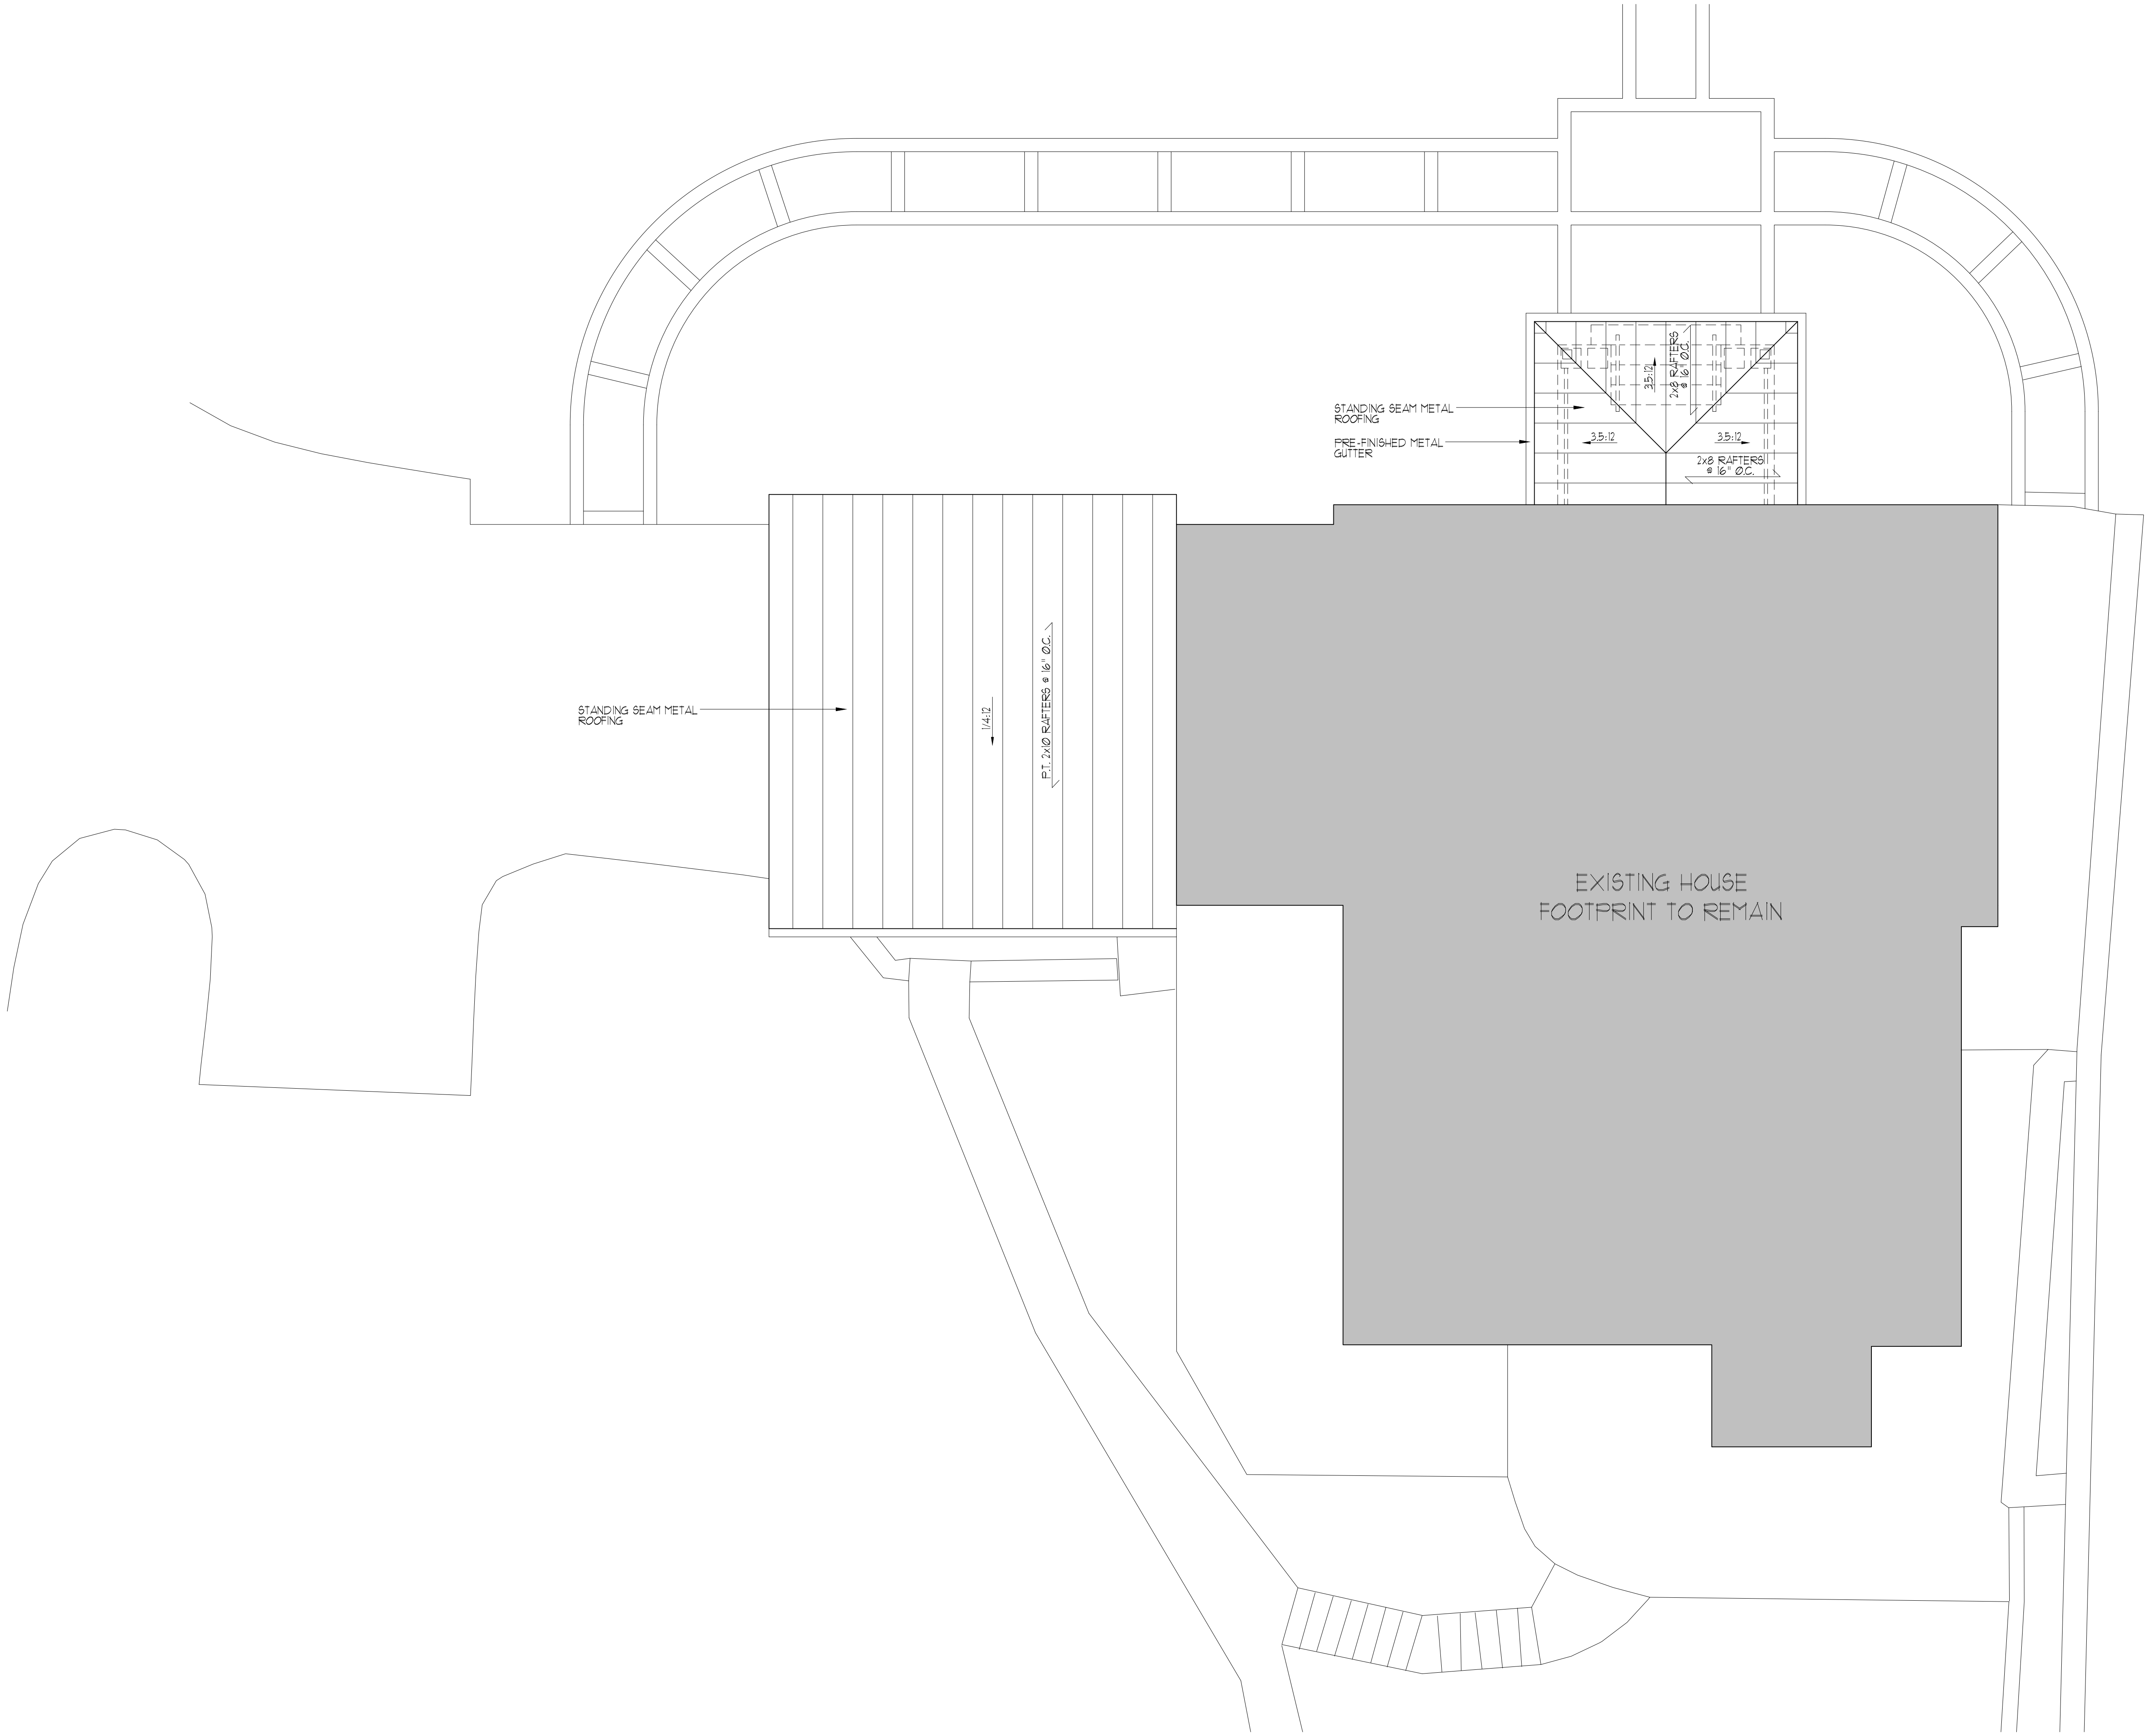 2x8 RAFTERS
@ 16" O.C.
3.5:12
STANDING SEAM METAL
ROOFING
PRE-FINISHED METAL
GUTTER
3.5:12
3.5:12
2x8 RAFTERS
@ 16" O.C.
STANDING SEAM METAL
ROOFING
1/4:12
P.T. 2x10 RAFTERS @ 16" O.C.
EXISTING HOUSE
FOOTPRINT TO REMAIN